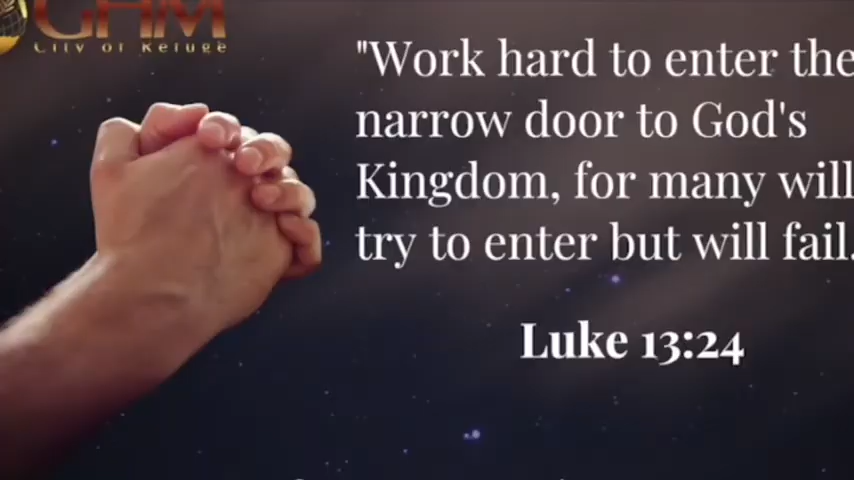 GHM
City of Refuge
"Work hard to enter the
narrow door to God's
Kingdom, for many will
try to enter but will fail.
Luke 13:24